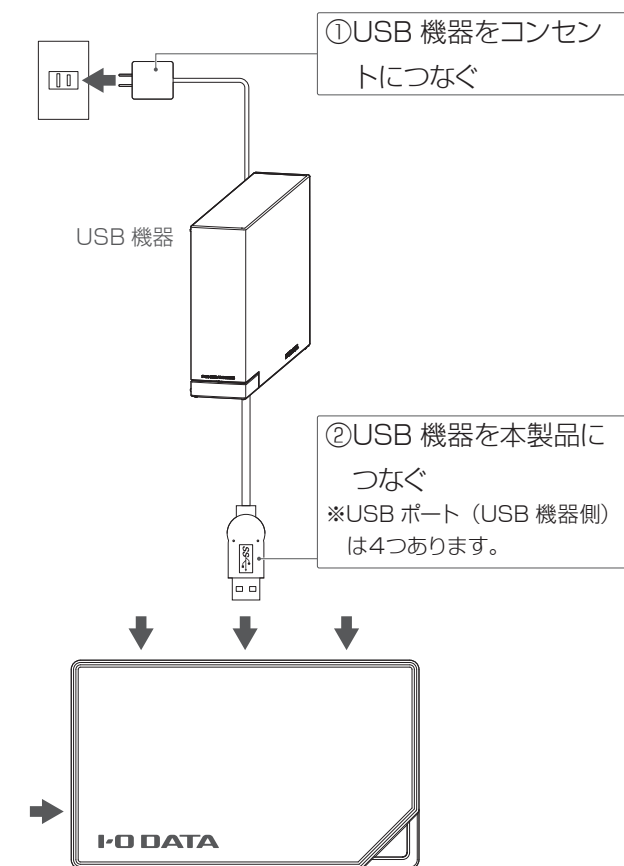 ①USB 機器をコンセン
トにつなぐ
USB 機器
②USB 機器を本製品に
つなぐ
※USB ポート（USB 機器側）
は4つあります。
SS
I-O DATA